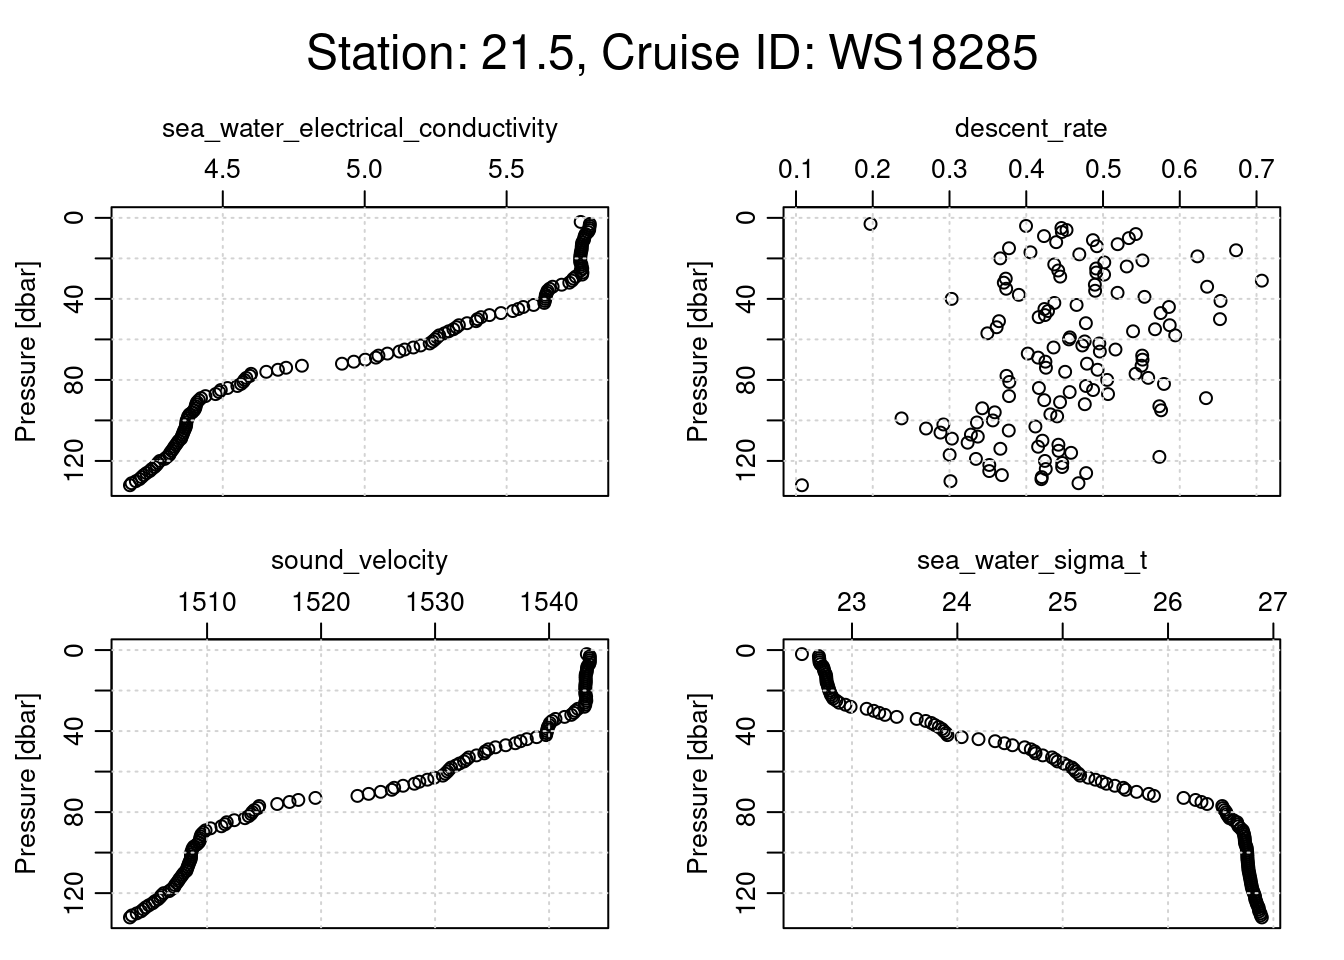 Station: 21.5, Cruise ID: WS18285
sea_water_electrical_conductivity
4.5 5.0 5.5
Pressure [dbar]
0
40
80
120
descent_rate
0.1 0.2 0.3 0.4 0.5 0.6 0.7
Pressure [dbar]
0
40
80
120
sound_velocity
1510 1520 1530 1540
Pressure [dbar]
0
40
80
120
sea_water_sigma_t
23 24 25 26 27
Pressure [dbar]
0
40
80
120